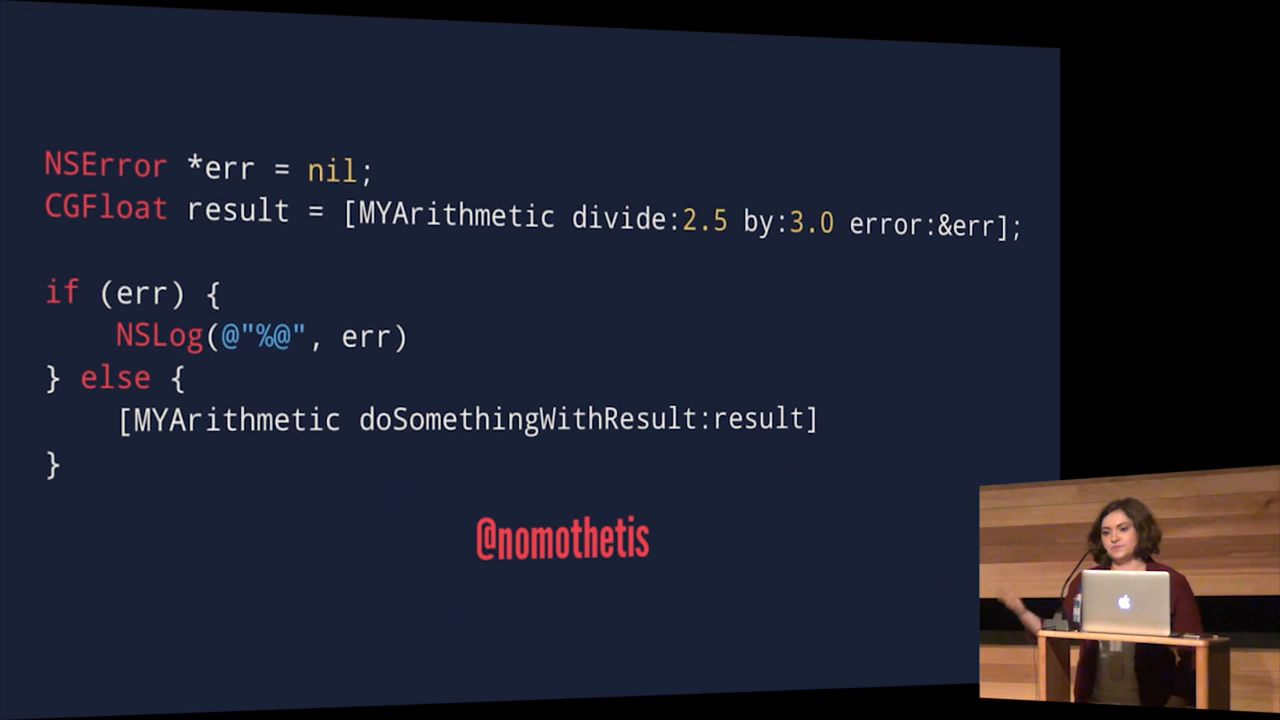 NSError *err = nil;
CGFloat result = [MYArithmetic divide:2.5 by:3.0 error:&err];
if (err) {
NSLog(@"%@", err)
} else {
[MYArithmetic doSomethingWithResult:result]
}
@nomothetis